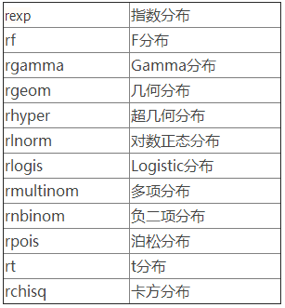 rexp 指数分布
rf F分布
rgamma Gamma分布
rgeom 几何分布
rhyper 超几何分布
rlnorm 对数正态分布
rlogis Logistic分布
rmultinom 多项分布
rnbinom 负二项分布
rpois 泊松分布
rt t分布
rchisq 卡方分布